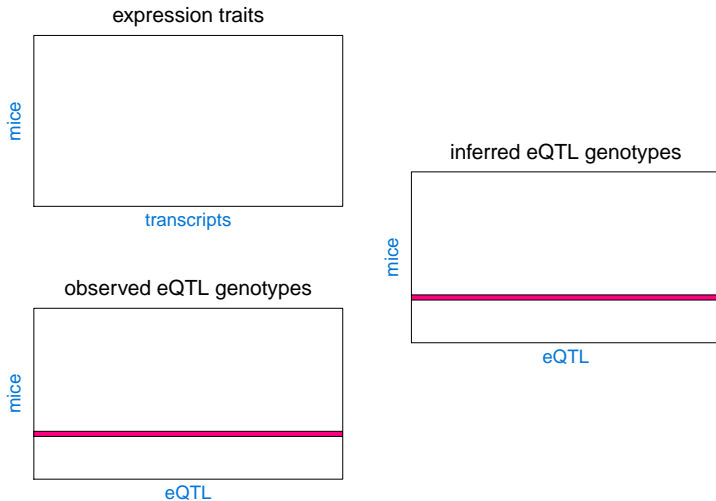 expression traits
mice
transcripts
observed eQTL genotypes
mice
eQTL
inferred eQTL genotypes
mice
eQTL